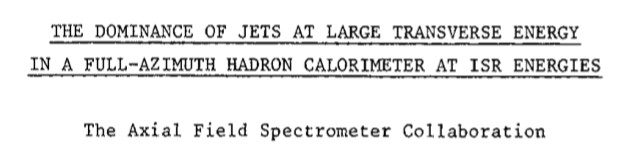 THE DOMINANCE OF JETS AT LARGE TRANSVERSE ENERGY
IN A FULL-AZIMUTH HADRON CALORIMETER AT ISR ENERGIES
The Axial Field Spectrometer Collaboration